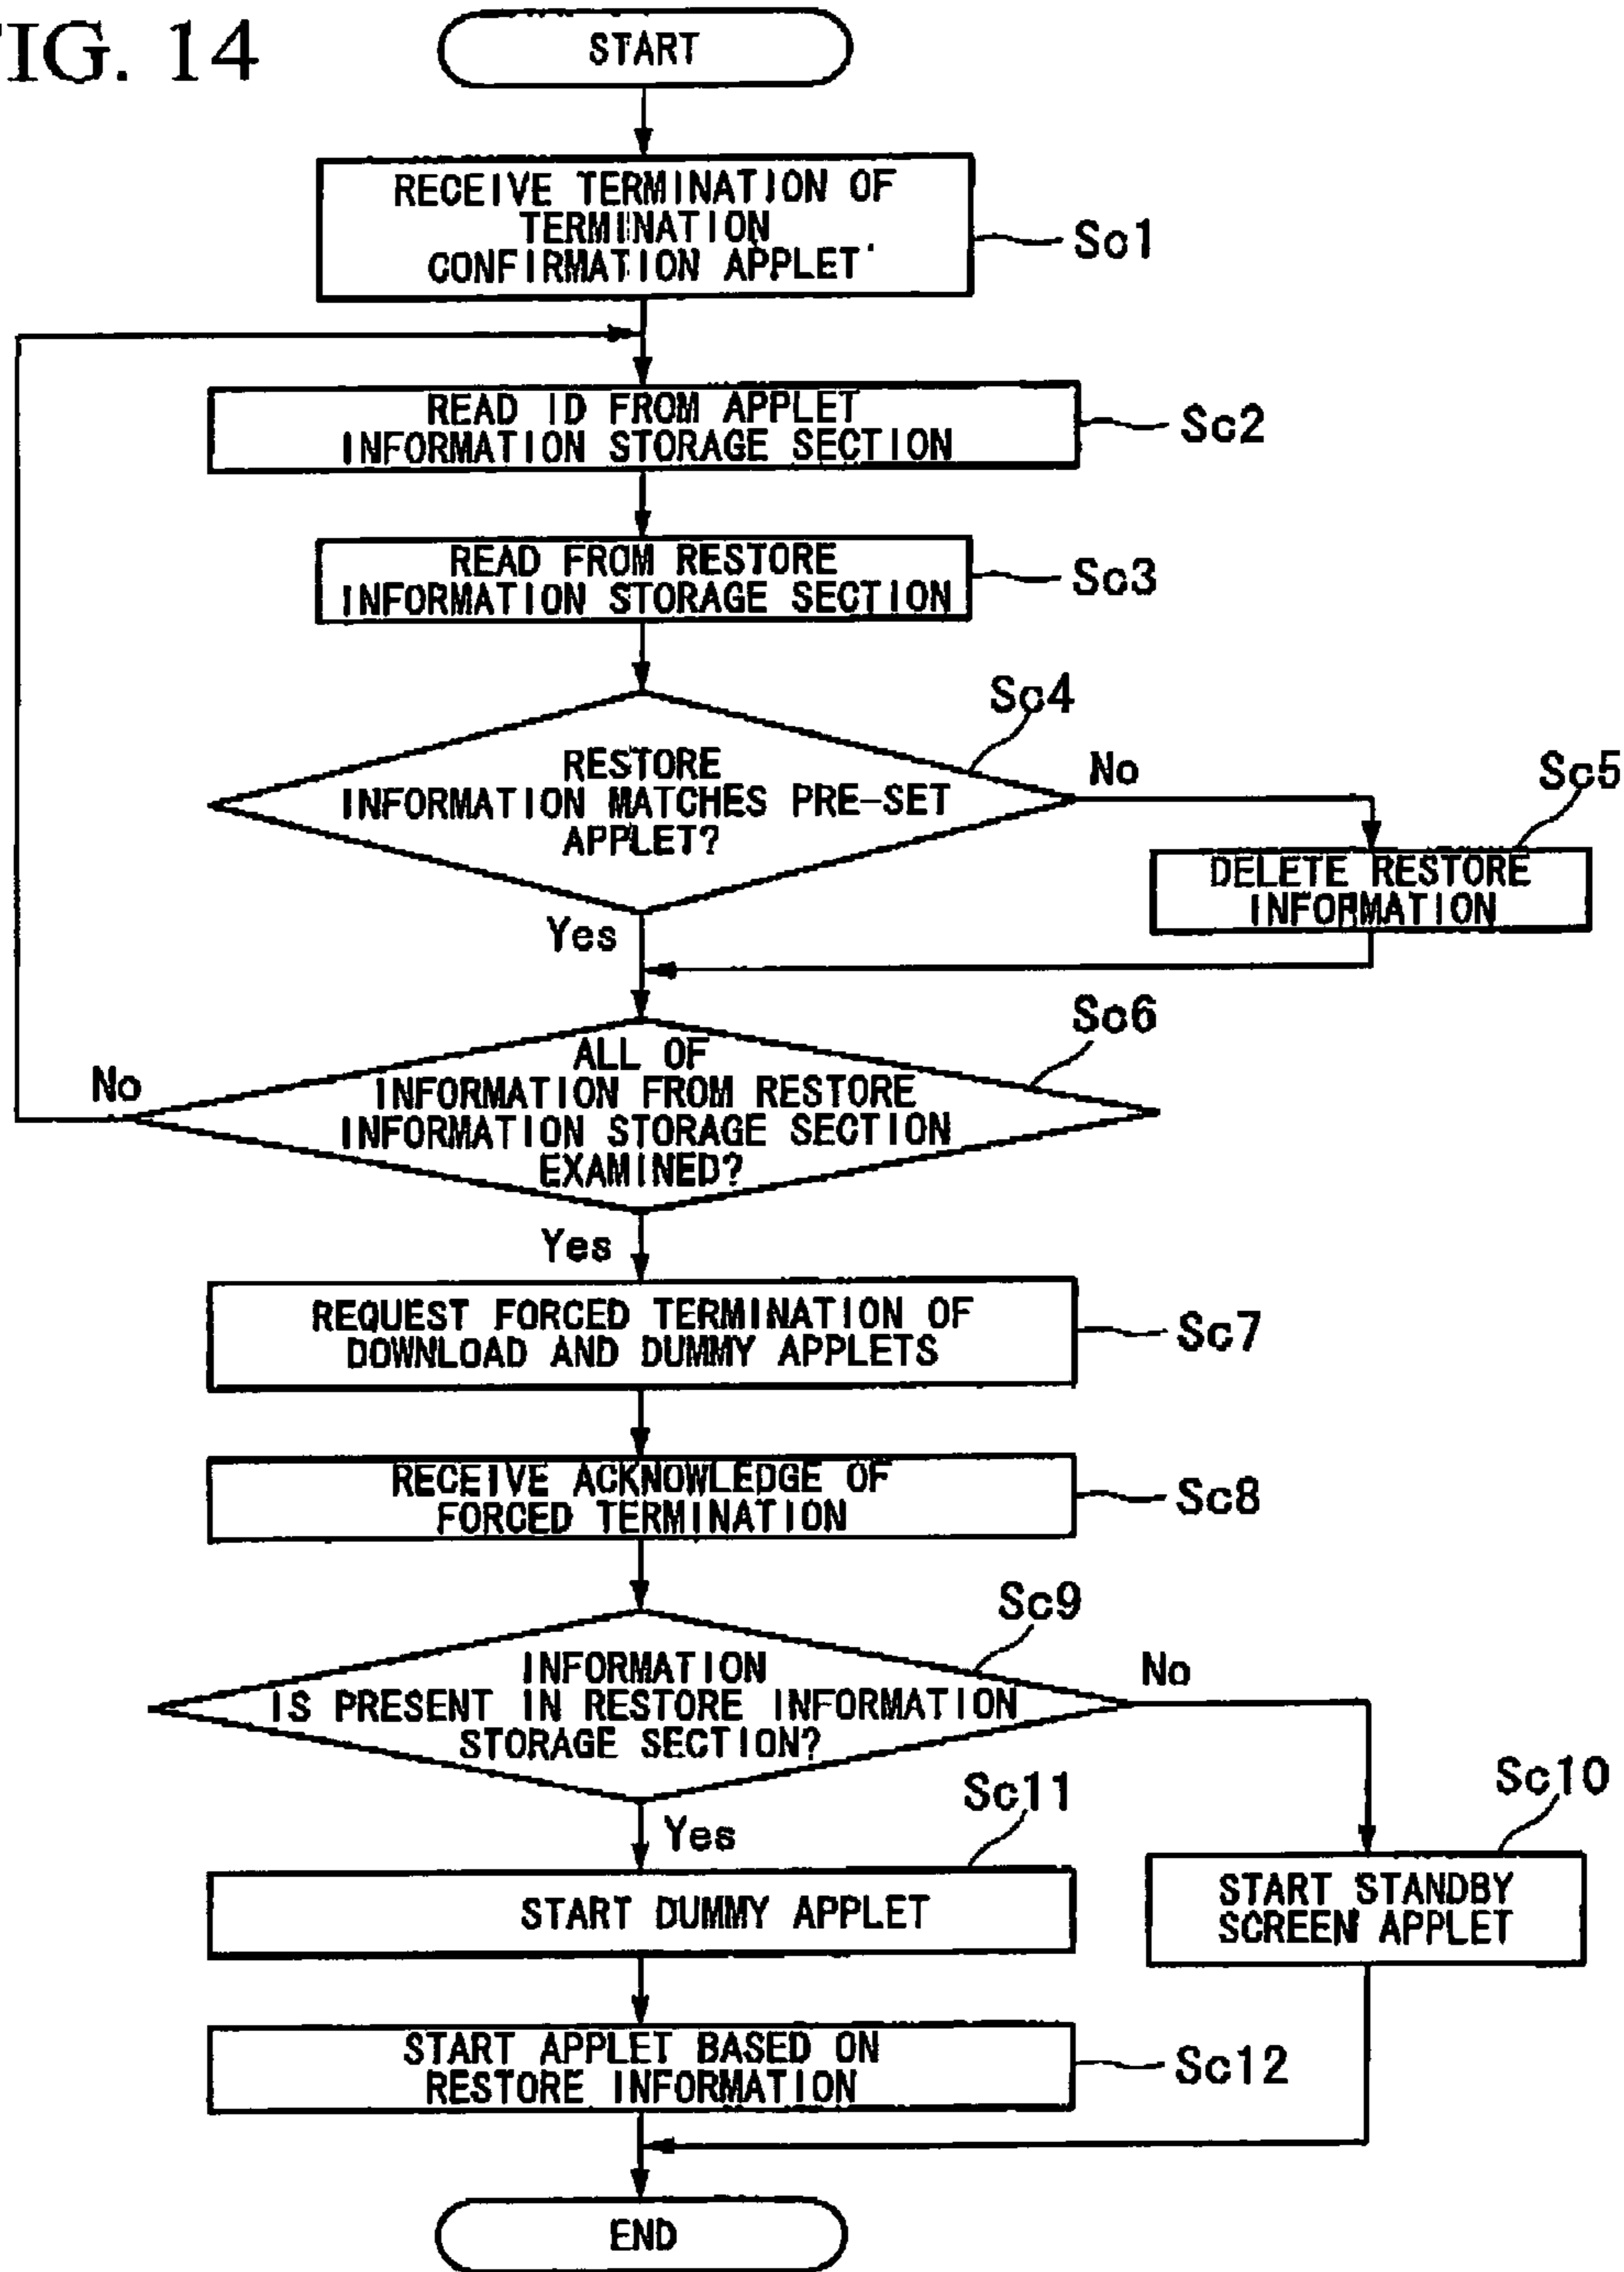 FIG. 14
START
RECEIVE TERMINATION OF
TERMINATION
CONFIRMATION APPLET
Sc1
READ ID FROM APPLET
INFORMATION STORAGE SECTION
Sc2
READ FROM RESTORE
INFORMATION STORAGE SECTION
Sc3
Sc4
RESTORE
INFORMATION MATCHES PRE-SET
APPLET?
No
Sc5
DELETE RESTORE
INFORMATION
Yes
Sc6
ALL OF
INFORMATION FROM RESTORE
INFORMATION STORAGE SECTION
EXAMINED?
No
Yes
REQUEST FORCED TERMINATION OF
DOWNLOAD AND DUMMY APPLETS
Sc7
RECEIVE ACKNOWLEDGE OF
FORCED TERMINATION
Sc8
Sc9
INFORMATION
IS PRESENT IN RESTORE INFORMATION
STORAGE SECTION?
No
Sc10
START STANDBY
SCREEN APPLET
Yes
Sc11
START DUMMY APPLET
START APPLET BASED ON
RESTORE INFORMATION
Sc12
END